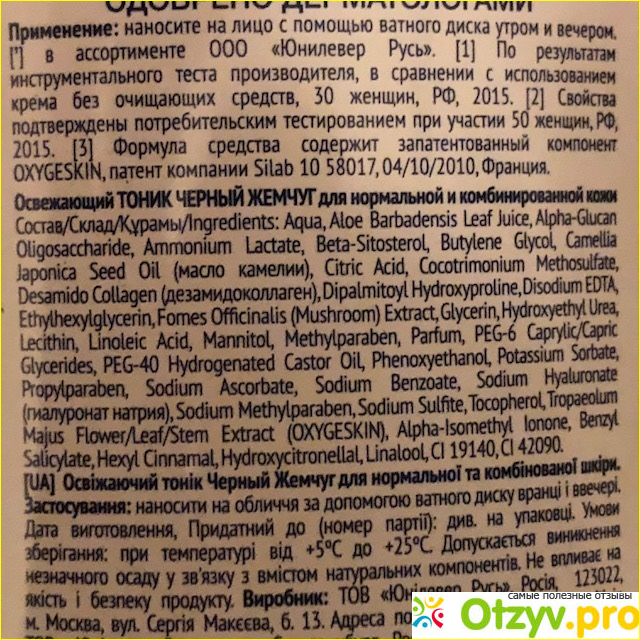 ОДОБРЕНО ДЕРМАТОЛОГАМИ
Применение: наносите на лицо с помощью ватного диска утром и вечером.
[*] в ассортименте ООО «Юнилевер Русь». [1] По результатам
инструментального теста производителя, в сравнении с использованием
крема без очищающих средств, 30 женщин, РФ, 2015. [2] Свойства
подтверждены потребительским тестированием при участии 50 женщин, РФ,
2015. [3] Формула средства содержит запатентованный компонент
OXYGESKIN, патент компании Silab 10 58017, 04/10/2010, Франция.
Освежающий ТОНИК ЧЕРНЫЙ ЖЕМЧУГ для нормальной и комбинированной кожи
Состав/Склад/Құрамы/Ingredients: Aqua, Aloe Barbadensis Leaf Juice, Alpha-Glucan
Oligosaccharide, Ammonium Lactate, Beta-Sitosterol, Butylene Glycol, Camellia
Japonica Seed Oil (масло камелии), Citric Acid, Cocotrimonium Methosulfate,
Desamido Collagen (дезамидоколлаген), Dipalmitoyl Hydroxyproline, Disodium EDTA,
Ethylhexylglycerin, Fomes Officinalis (Mushroom) Extract, Glycerin, Hydroxyethyl Urea,
Lecithin, Linoleic Acid, Mannitol, Methylparaben, Parfum, PEG-6 Caprylic/Capric
Glycerides, PEG-40 Hydrogenated Castor Oil, Phenoxyethanol, Potassium Sorbate,
Propylparaben, Sodium Ascorbate, Sodium Benzoate, Sodium Hyaluronate
(гиалуронат натрия), Sodium Methylparaben, Sodium Sulfite, Tocopherol, Tropaeolum
Majus Flower/Leaf/Stem Extract (OXYGESKIN), Alpha-Isomethyl Ionone, Benzyl
Salicylate, Hexyl Cinnamal, Hydroxycitronellal, Linalool, CI 19140, CI 42090.
[UA] Освіжаючий тонік Черный Жемчуг для нормальної та комбінованої шкіри.
Застосування: наносити на обличчя за допомогою ватного диску вранці і ввечері.
Дата виготовлення, Придатний до (номер партії): див. на упаковці. Умови
зберігання: при температурі від +5°C до +25°C. Допускається виникнення
незначного осаду у зв'язку з вмістом натуральних компонентів. Не впливає на
якість і безпеку продукту. Виробник: ТОВ «Юнілевер Русь», Росія, 123022,
м. Москва, вул. Сергія Макеєва, б. 13. Адреса
самые полезные отзывы
Otzyv.pro